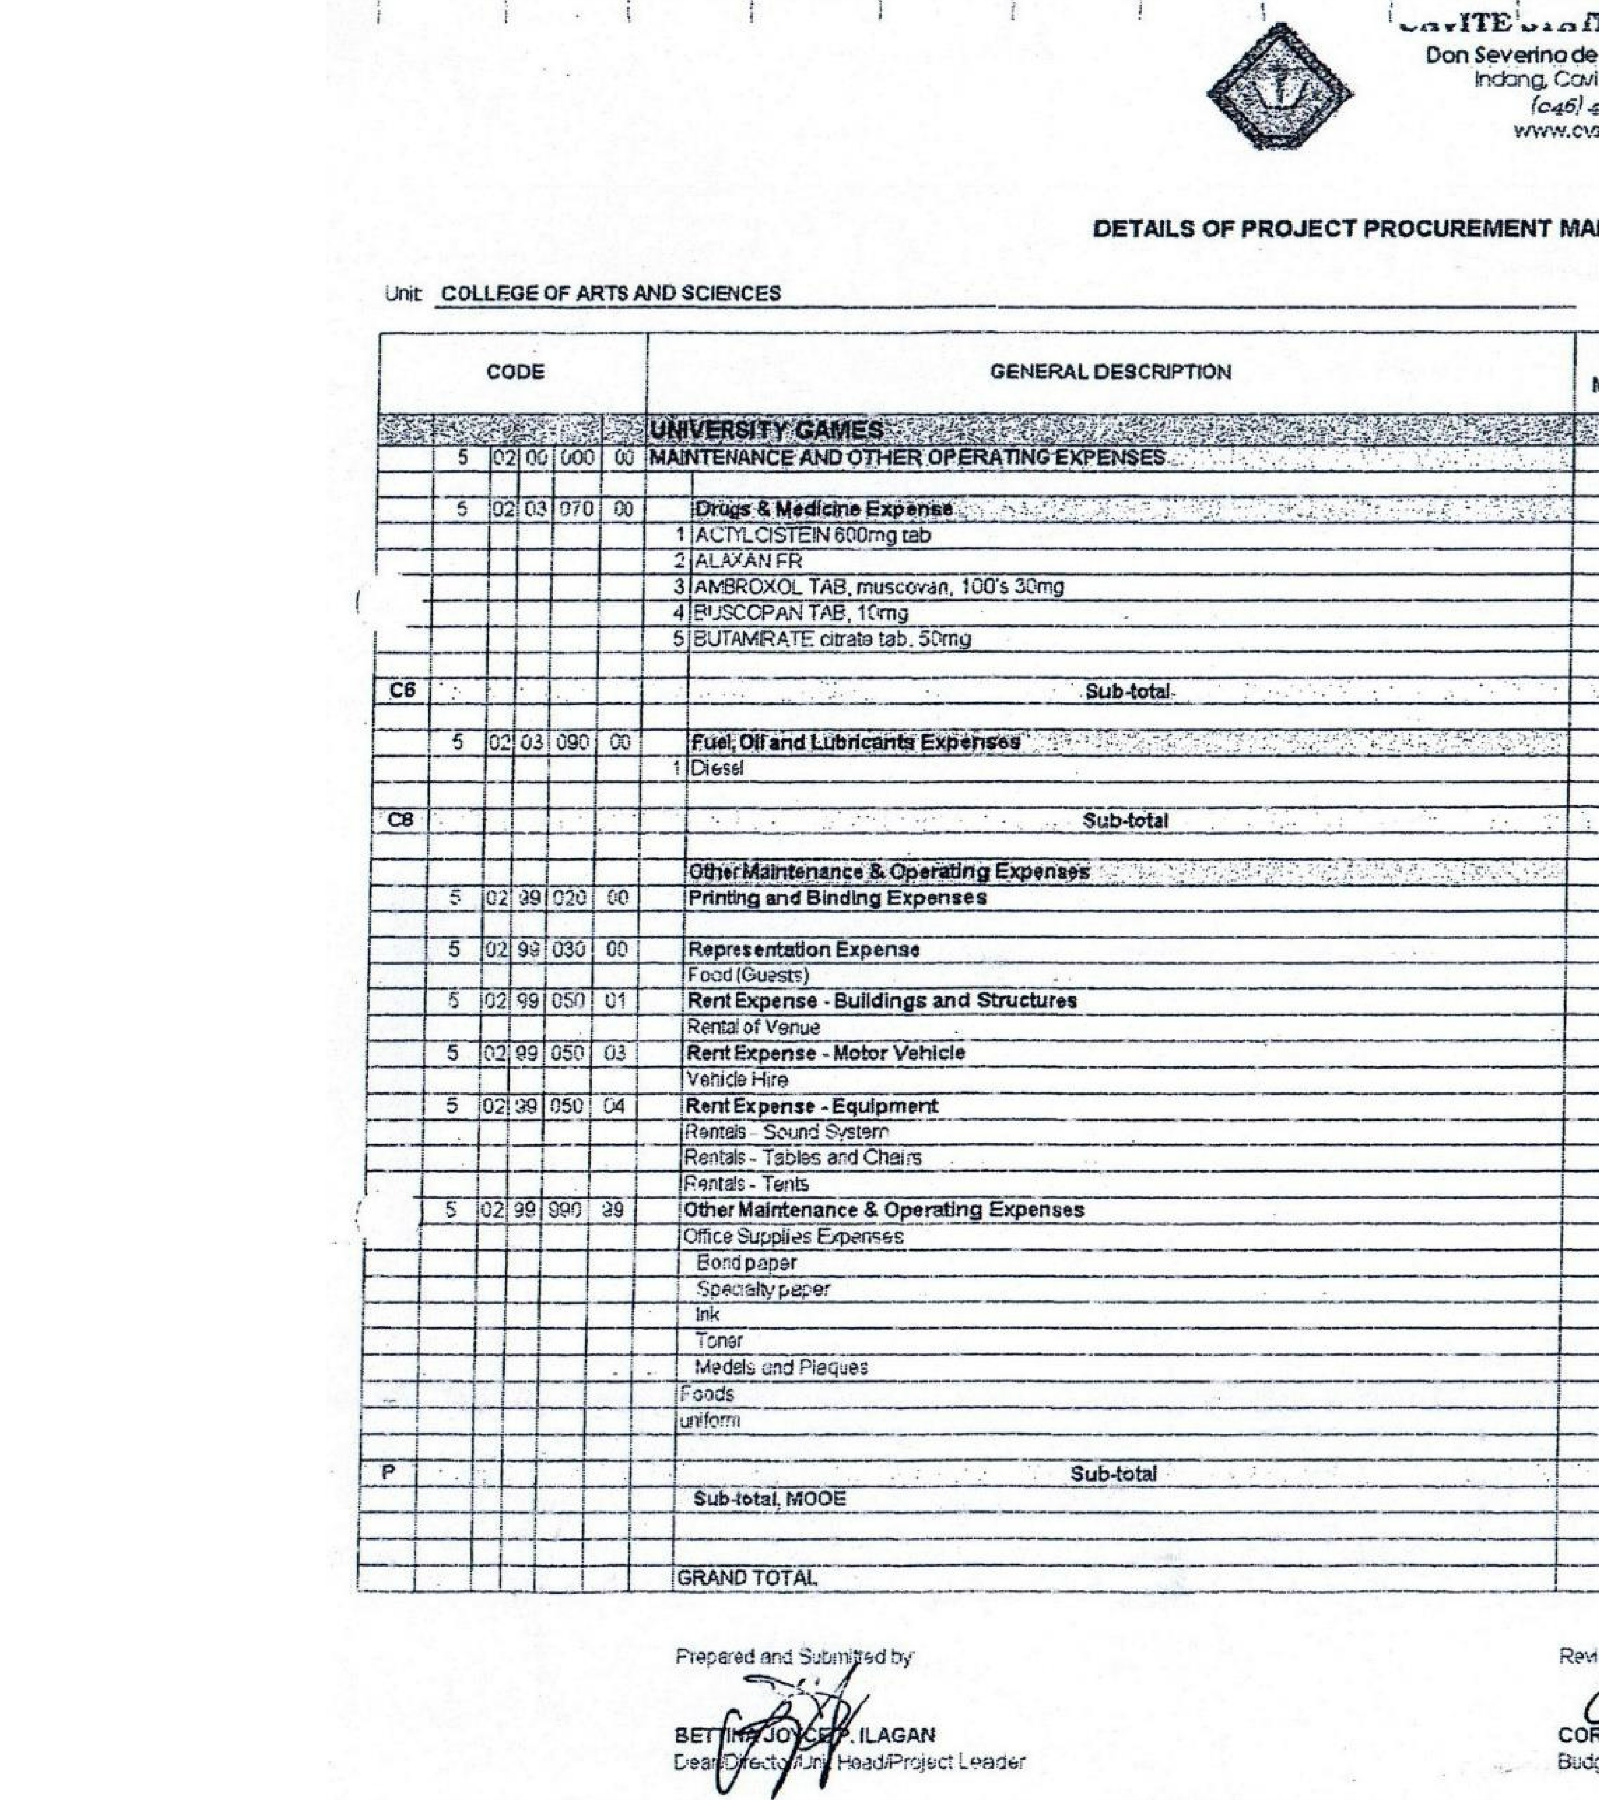 Don Severino de
Indang, Cavi
(046) 4
www.cvs
DETAILS OF PROJECT PROCUREMENT MA
Unit: COLLEGE OF ARTS AND SCIENCES
CODE GENERAL DESCRIPTION
UNIVERSITY GAMES
5 02 00 000 00 MAINTENANCE AND OTHER OPERATING EXPENSES
5 02 03 070 00 Drugs & Medicine Expense
1 ACTYLCISTEIN 600mg tab
2 ALAXAN FR
3 AMBROXOL TAB, muscovan, 100's 30mg
4 BUSCOPAN TAB, 10mg
5 BUTAMIRATE citrate tab, 50mg
C6 Sub-total
5 02 03 090 00 Fuel, Oil and Lubricants Expenses
1 Diesel
C8 Sub-total
Other Maintenance & Operating Expenses
5 02 99 020 00 Printing and Binding Expenses
5 02 99 030 00 Representation Expense
Food (Guests)
5 02 99 050 01 Rent Expense - Buildings and Structures
Rental of Venue
5 02 99 050 03 Rent Expense - Motor Vehicle
Vehicle Hire
5 02 99 050 04 Rent Expense - Equipment
Rentals - Sound System
Rentals - Tables and Chairs
Rentals - Tents
5 02 99 990 99 Other Maintenance & Operating Expenses
Office Supplies Expenses
Bond paper
Specialty paper
Ink
Toner
Medals and Plaques
Foods
uniform
P Sub-total
Sub-total, MOOE
GRAND TOTAL
Prepared and Submitted by Revi
BETTINA JOYCE P. ILAGAN COR
Dean/Director/Unit Head/Project Leader Budg